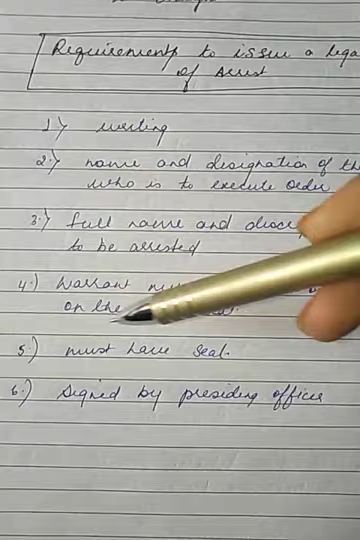 Requirements to issue a lega
of arrest
1.) writing
2.) name and designation of th
who is to execute order
3.) full name and desc
to be arrested
4.) warrant mu
on the
5.) must have seal.
6.) signed by presiding officer